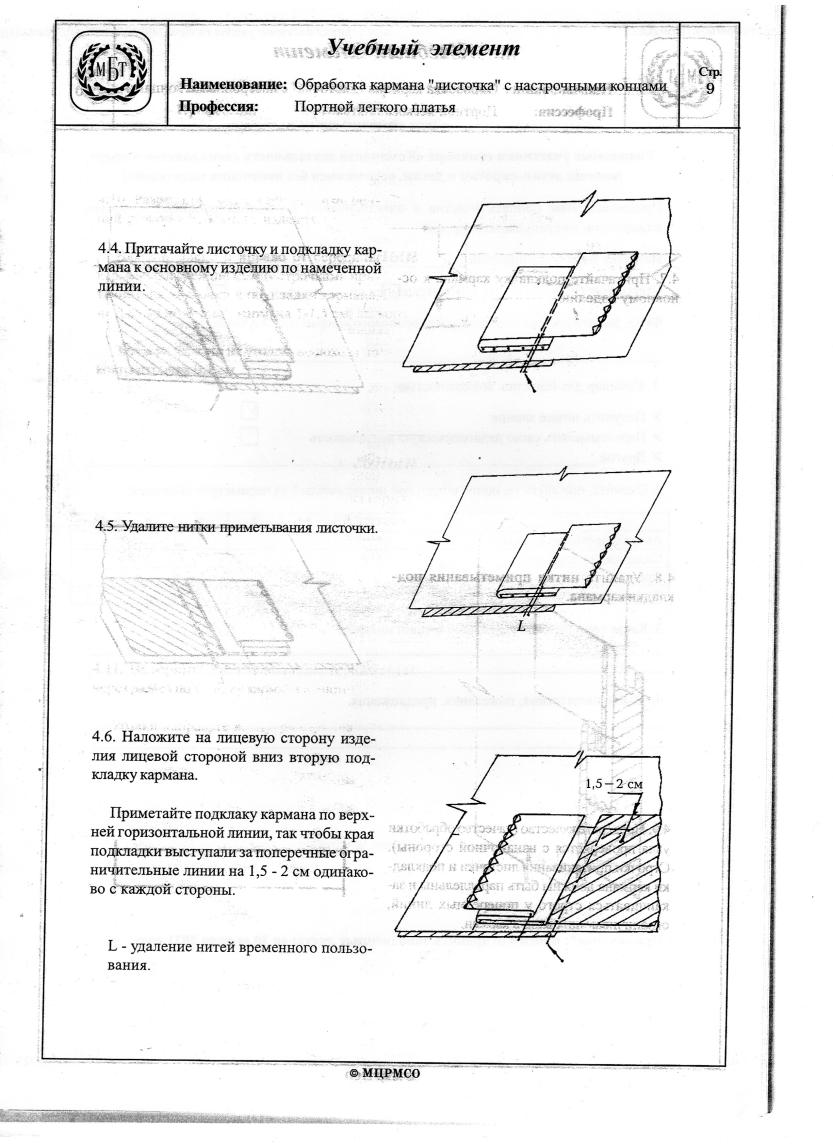 Учебный элемент
МБТ
Наименование: Обработка кармана "листочка" с настрочными концами
Профессия: Портной легкого платья
Стр.
9
4.4. Притачайте листочку и подкладку кар-
мана к основному изделию по намеченной
линии.
4.5. Удалите нитки приметывания листочки.
L
4.6. Наложите на лицевую сторону изде-
лия лицевой стороной вниз вторую под-
кладку кармана.
1,5 – 2 см
Приметайте подклаку кармана по верх-
ней горизонтальной линии, так чтобы края
подкладки выступали за поперечные огра-
ничительные линии на 1,5 - 2 см одинако-
во с каждой стороны.
L - удаление нитей временного пользо-
вания.
© МЦРМСО